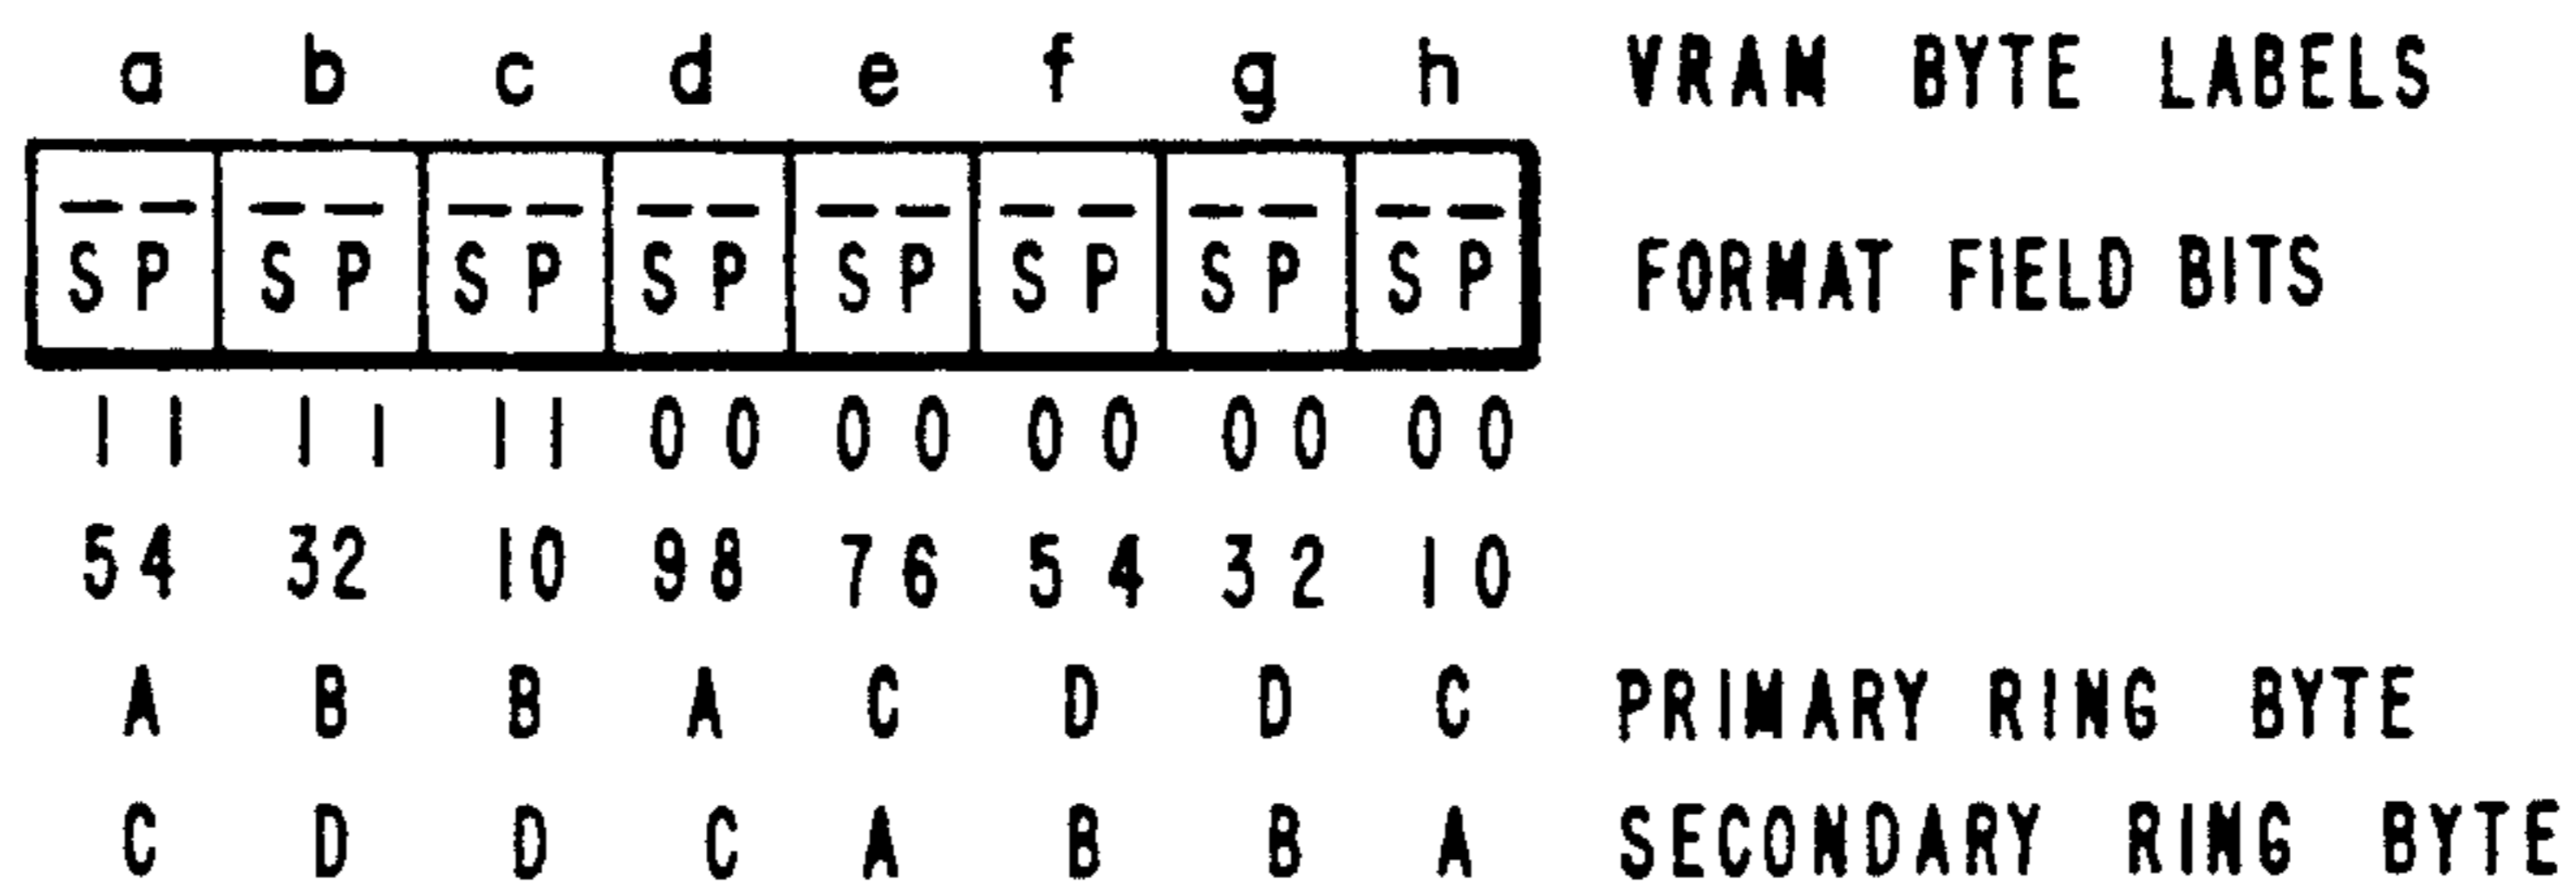 a b c d e f g h VRAM BYTE LABELS
S P S P S P S P S P S P S P S P FORMAT FIELD BITS
1 1 1 1 1 1 0 0 0 0 0 0 0 0 0 0
5 4 3 2 1 0 9 8 7 6 5 4 3 2 1 0
A B B A C D D C PRIMARY RING BYTE
C D D C A B B A SECONDARY RING BYTE